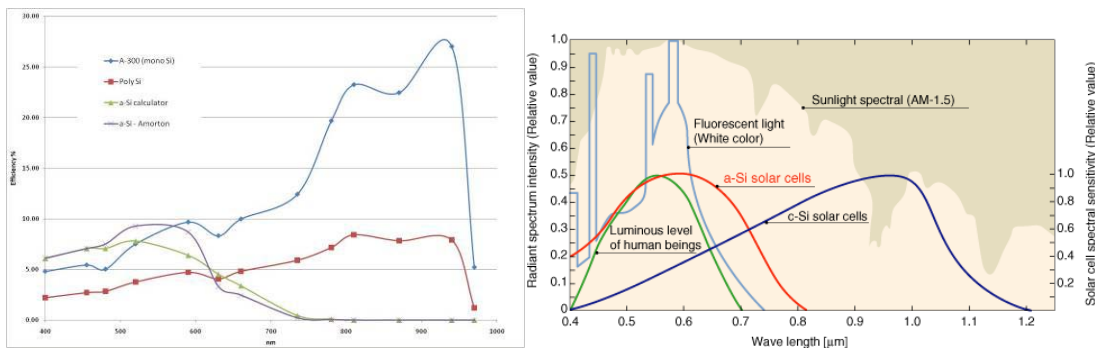 30.00
25.00
20.00
15.00
10.00
5.00
0.00
Efficiency%
A-300 (mono Si)
Poly Si
a-Si calculator
a-Si - Amorton
400
500
600
700
800
900
1000
nm
Radiant spectrum intensity (Relative value)
1.0
0.9
0.8
0.7
0.6
0.5
0.4
0.3
0.2
0.1
0
Sunlight spectral (AM-1.5)
Fluorescent light
(White color)
a-Si solar cells
c-Si solar cells
Luminous level
of human beings
1.0
0.8
0.6
0.4
0.2
Solar cell spectral sensitivity (Relative value)
0.4
0.5
0.6
0.7
0.8
0.9
1.0
1.1
1.2
Wave length [μm]